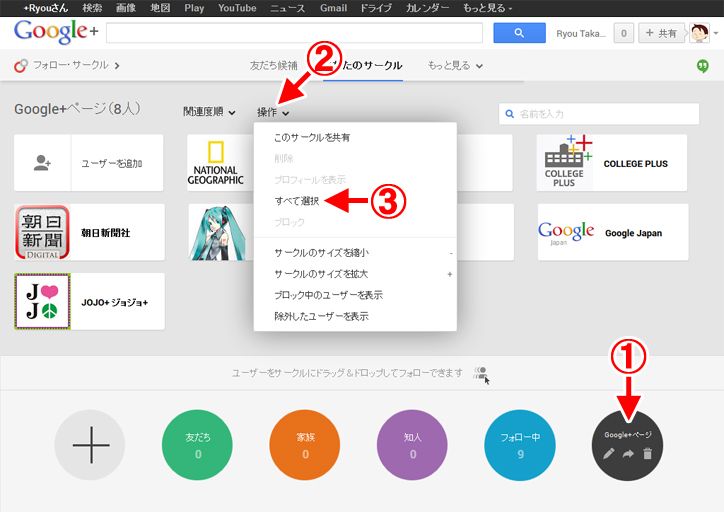 +Ryouさん 検索 画像 地図 Play YouTube ニュース Gmail ドライブ カレンダー もっと見る
Google+
Ryou Taka... 0 + 共有
フォロー・サークル 友だち候補 たのサークル もっと見る
②
Google+ページ(8人) 関連度順 操作 名前を入力
このサークルを共有
削除
プロフィールを表示
すべて選択 ③
ブロック
サークルのサイズを縮小 -
サークルのサイズを拡大 +
ブロック中のユーザーを表示
除外したユーザーを表示
ユーザーを追加
NATIONAL GEOGRAPHIC
COLLEGE PLUS COLLEGE PLUS
朝日新聞 DIGITAL 朝日新聞社
Google Japan Google Japan
JOJO JOJO+ ジョジョ+
ユーザーをサークルにドラッグ＆ドロップしてフォローできます
①
友だち 0
家族 0
知人 0
フォロー中 9
Google+ページ